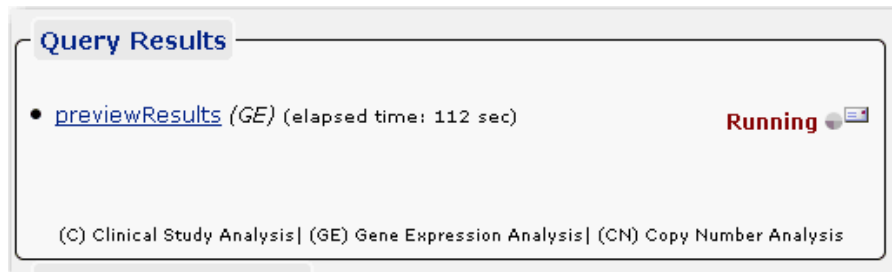 Query Results
previewResults (GE) (elapsed time: 112 sec) Running
(C) Clinical Study Analysis| (GE) Gene Expression Analysis| (CN) Copy Number Analysis